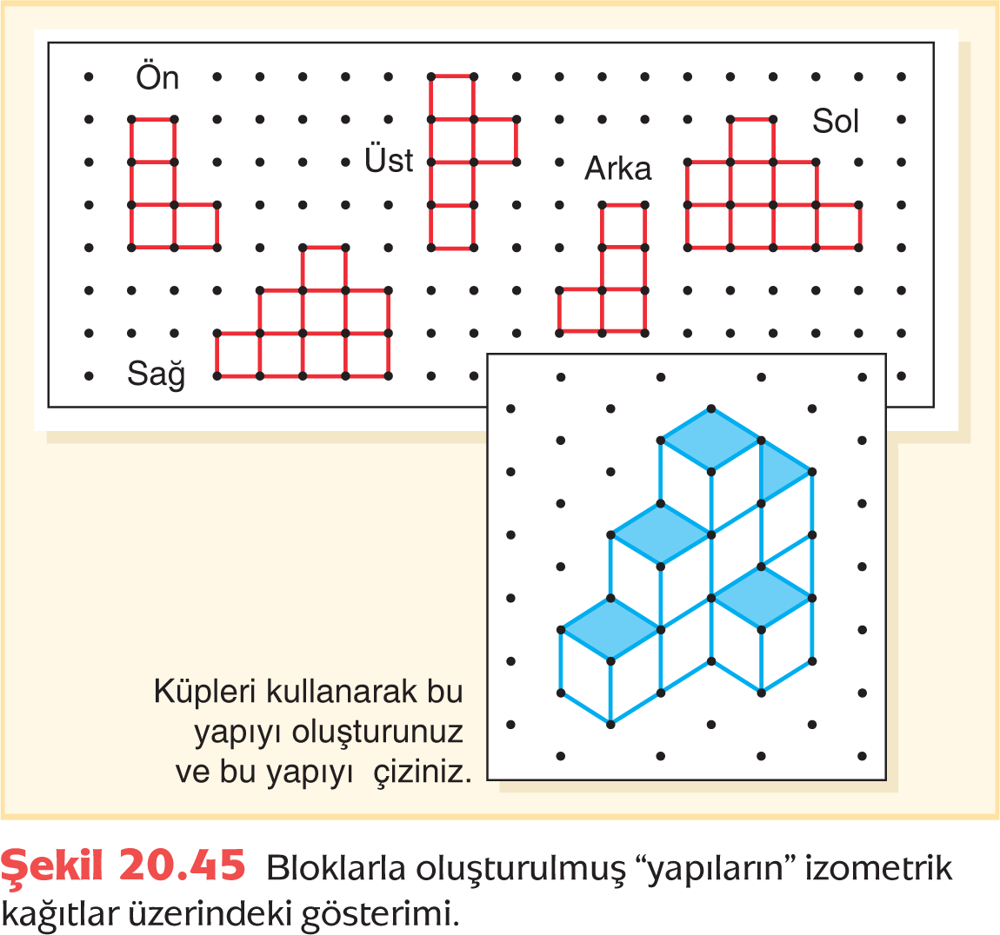 Ön
Sol
Üst
Arka
Sağ
Küpleri kullanarak bu
yapıyı oluşturunuz
ve bu yapıyı çiziniz.
Şekil 20.45 Bloklarla oluşturulmuş “yapıların” izometrik
kağıtlar üzerindeki gösterimi.